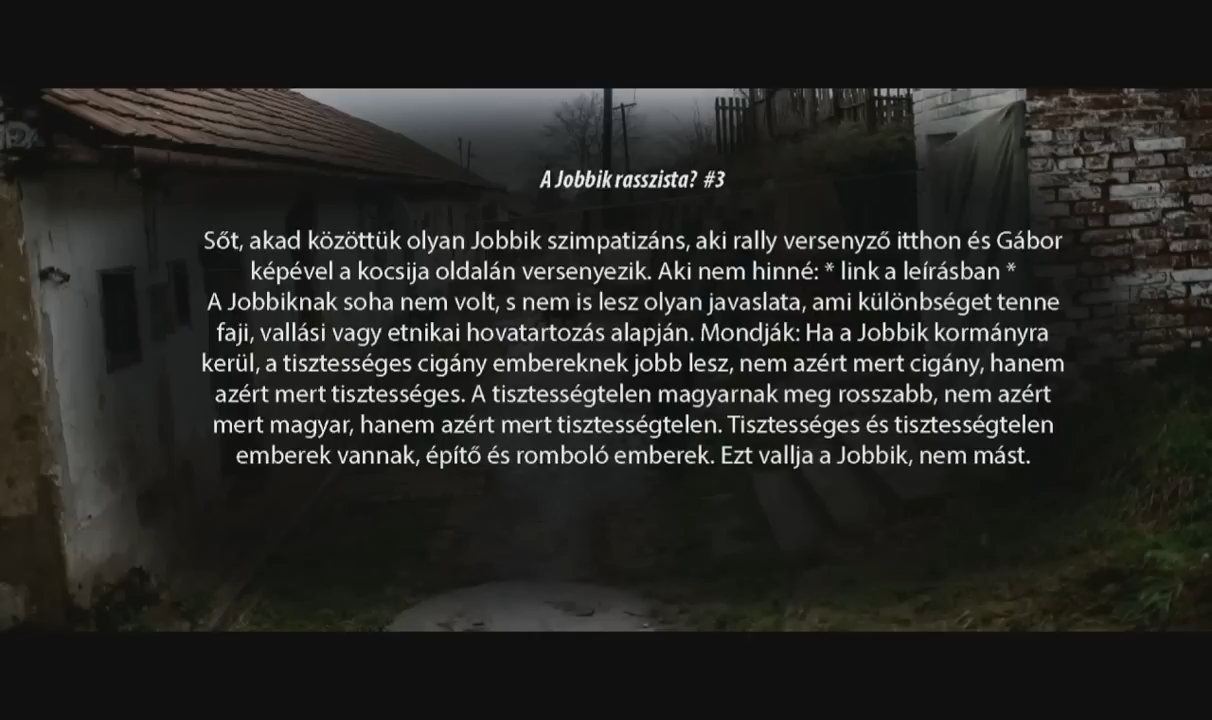 A Jobbik rasszista? #3
Sőt, akad közöttük olyan Jobbik szimpatizáns, aki rally versenyző itthon és Gábor
képével a kocsija oldalán versenyezik. Aki nem hinné: * link a leírásban *
A Jobbiknak soha nem volt, s nem is lesz olyan javaslata, ami különbséget tenne
faji, vallási vagy etnikai hovatartozás alapján. Mondják: Ha a Jobbik kormányra
kerül, a tisztességes cigány embereknek jobb lesz, nem azért mert cigány, hanem
azért mert tisztességes. A tisztességtelen magyarnak meg rosszabb, nem azért
mert magyar, hanem azért mert tisztességtelen. Tisztességes és tisztességtelen
emberek vannak, építő és romboló emberek. Ezt vallja a Jobbik, nem mást.